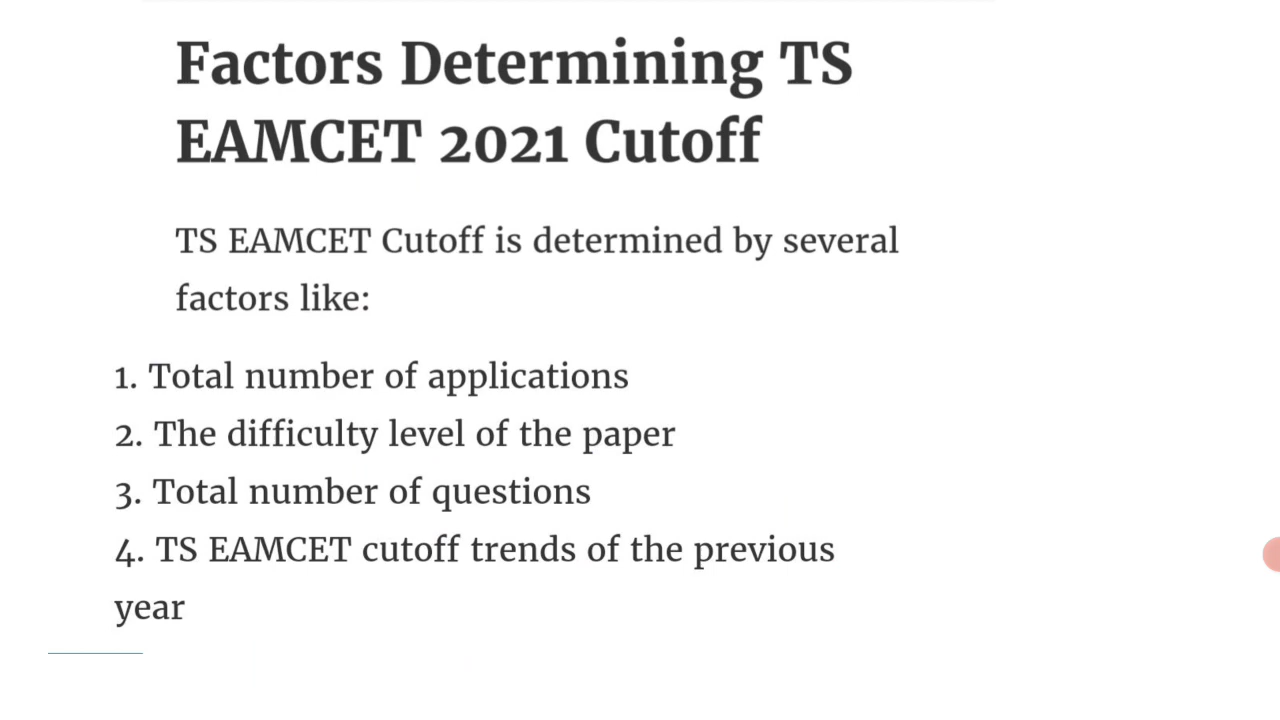 Factors Determining TS
EAMCET 2021 Cutoff
TS EAMCET Cutoff is determined by several
factors like:
1. Total number of applications
2. The difficulty level of the paper
3. Total number of questions
4. TS EAMCET cutoff trends of the previous
year